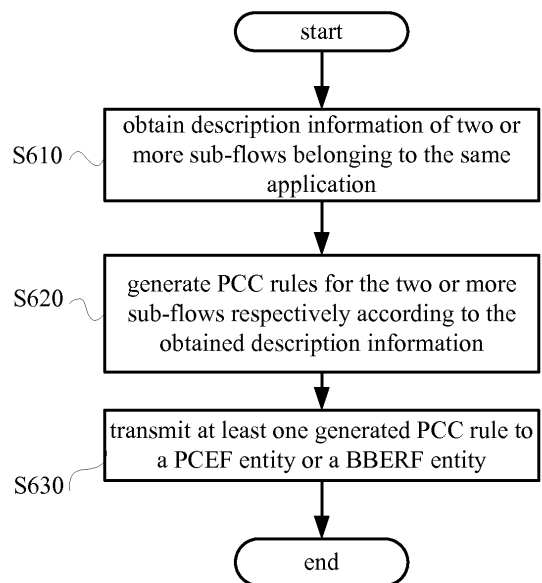 start
S610
obtain description information of two or
more sub-flows belonging to the same
application
S620
generate PCC rules for the two or more
sub-flows respectively according to the
obtained description information
transmit at least one generated PCC rule to
a PCEF entity or a BBERF entity
S630
end